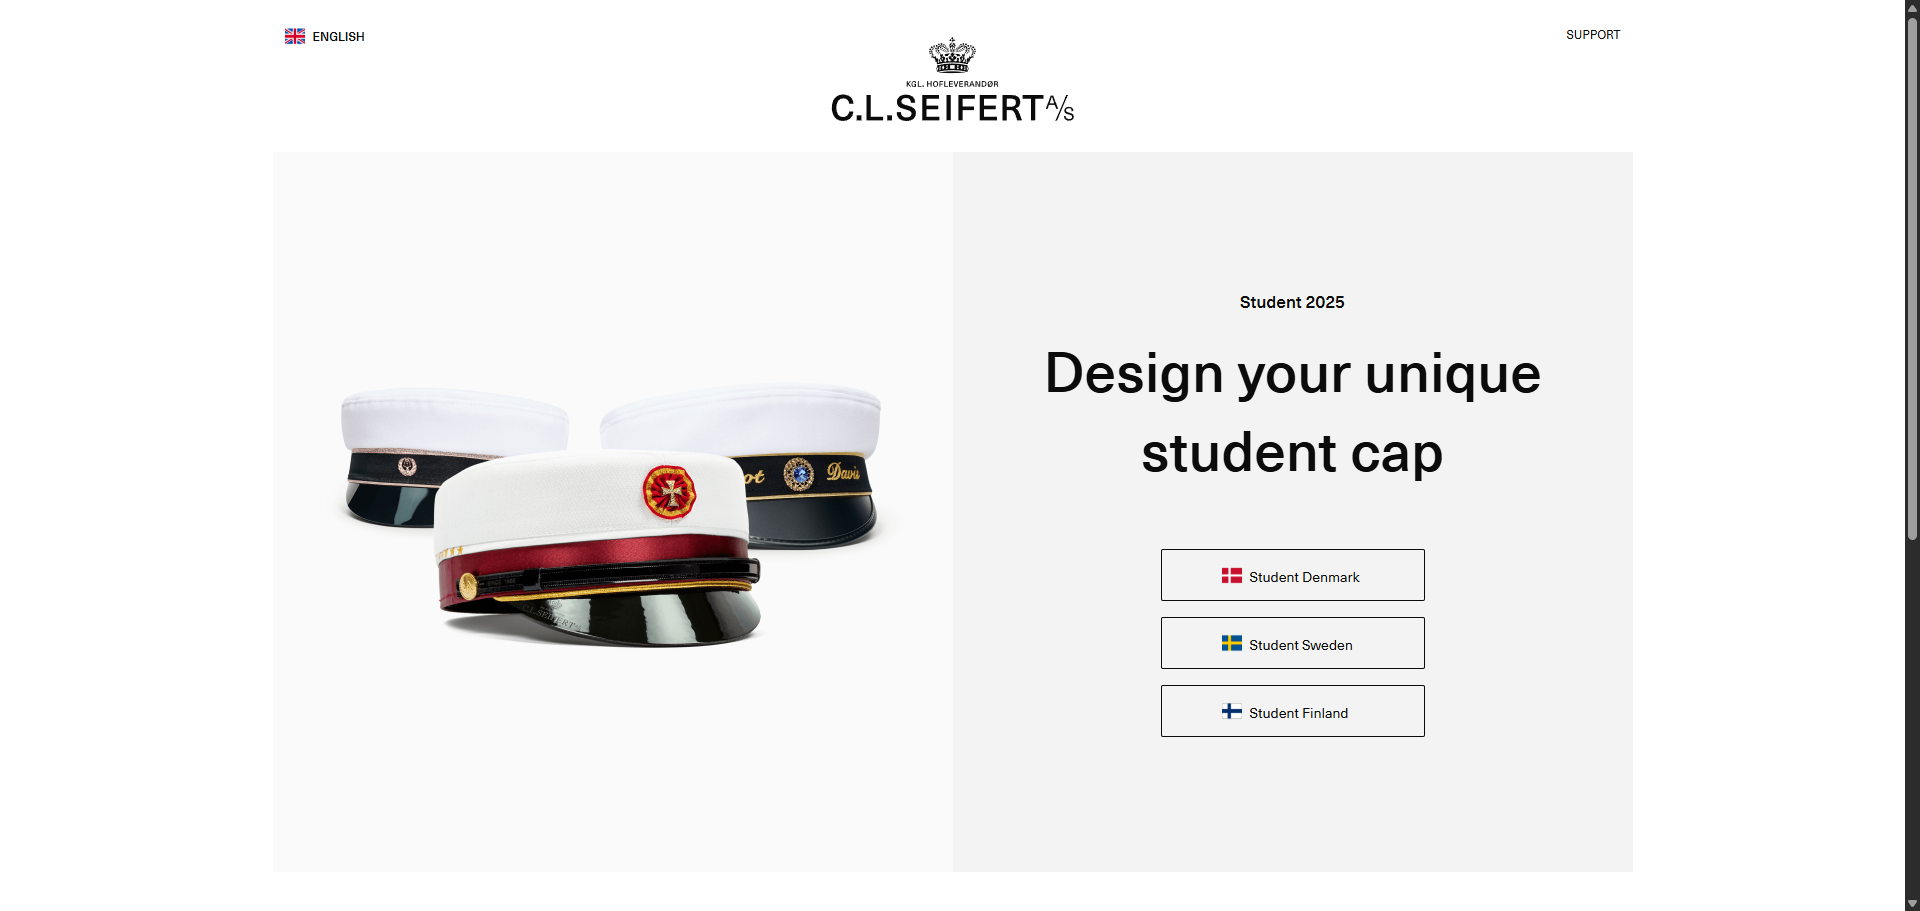 ENGLISH
SUPPORT
KGL. HOFLEVERANDØR
C.L.SEIFERT A/S
Student 2025
Design your unique
student cap
ot
Davis
C.L.SEIFERT
Student Denmark
Student Sweden
Student Finland